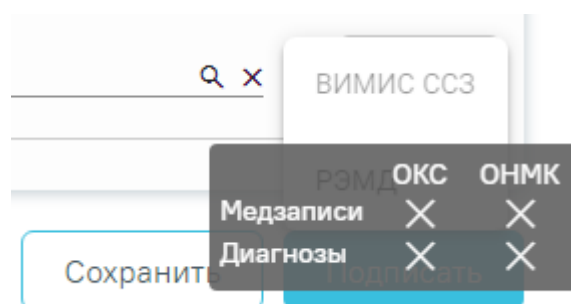 ВИМИС ССЗ
РЭМД
ОКС ОНМК
Медзаписи
Диагнозы
Сохранить
Подписать